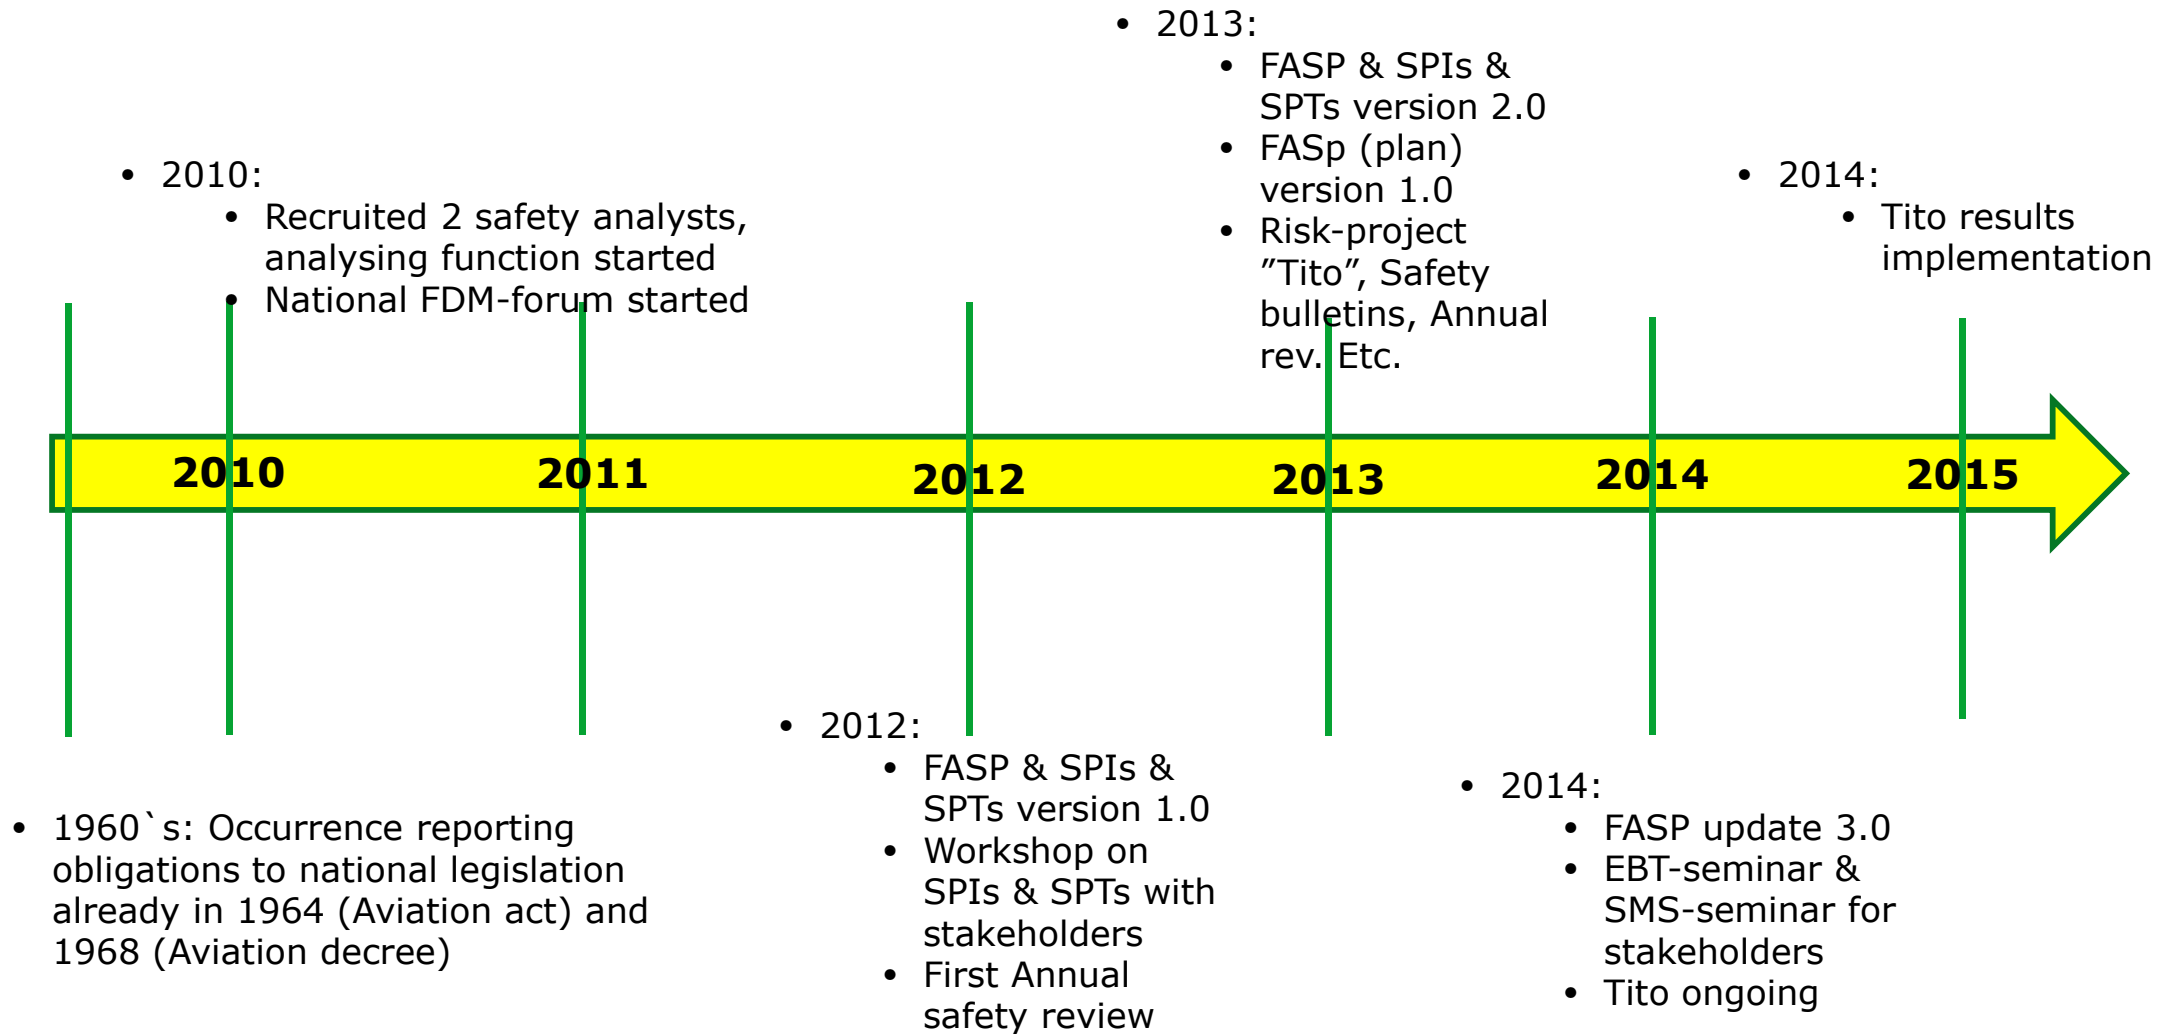 • 2013:
• FASP & SPIs &
SPTs version 2.0
• FASp (plan)
version 1.0
• Risk-project
”Tito”, Safety
bulletins, Annual
rev. Etc.
• 2010:
• Recruited 2 safety analysts,
analysing function started
• National FDM-forum started
• 2014:
• Tito results
implementation
2010
2011
2012
2013
2014
2015
• 1960`s: Occurrence reporting
obligations to national legislation
already in 1964 (Aviation act) and
1968 (Aviation decree)
• 2012:
• FASP & SPIs &
SPTs version 1.0
• Workshop on
SPIs & SPTs with
stakeholders
• First Annual
safety review
• 2014:
• FASP update 3.0
• EBT-seminar &
SMS-seminar for
stakeholders
• Tito ongoing